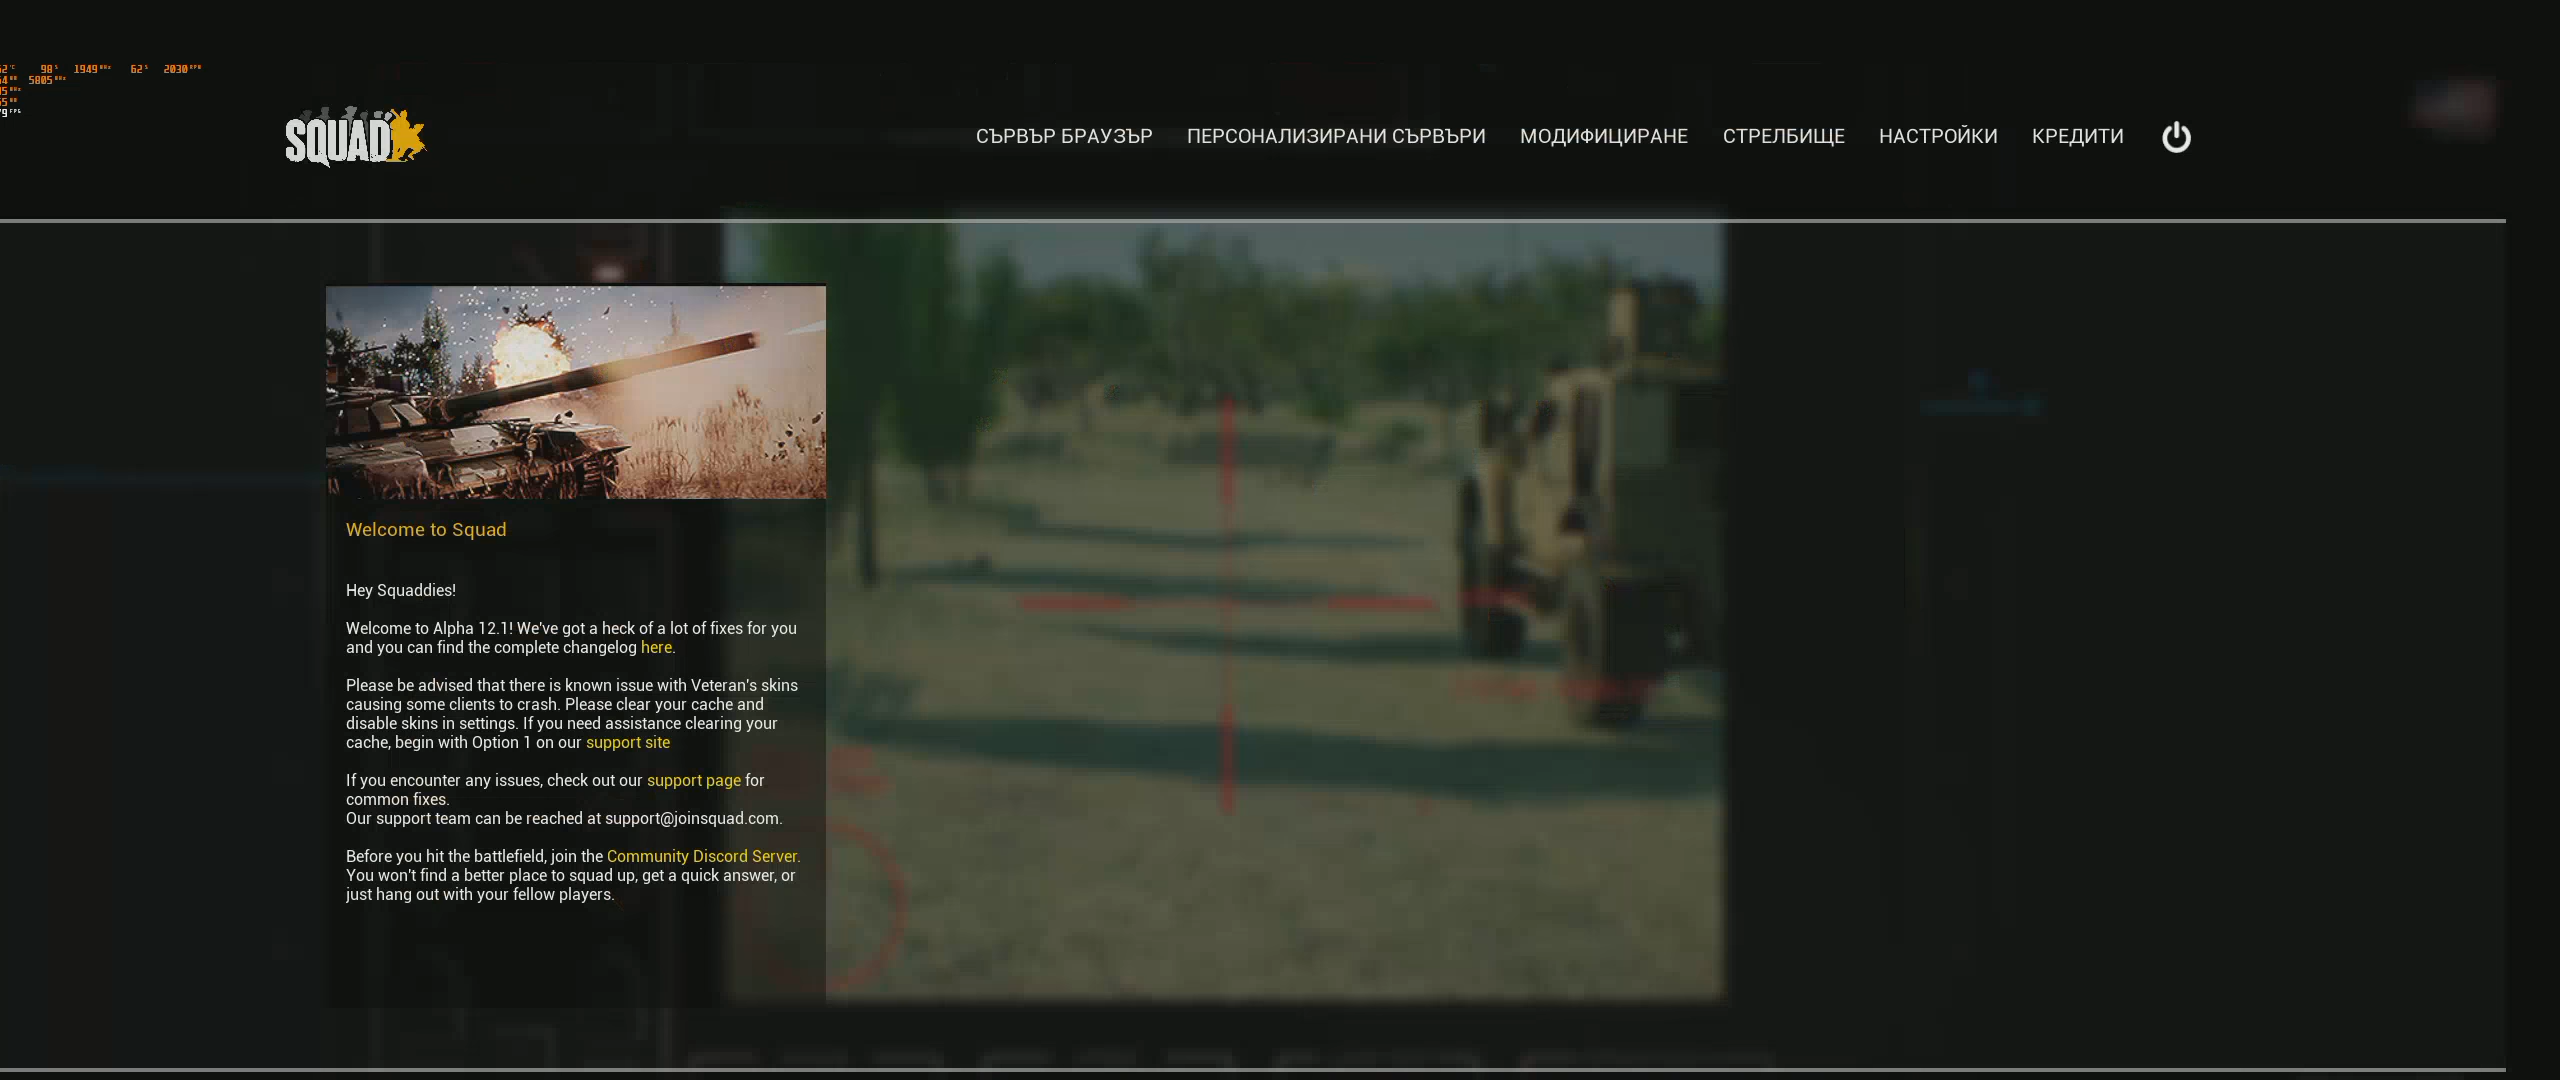 98 1949 62 2030
5805
SQUAD
СЪРВЪР БРАУЗЪР ПЕРСОНАЛИЗИРАНИ СЪРВЪРИ МОДИФИЦИРАНЕ СТРЕЛБИЩЕ НАСТРОЙКИ КРЕДИТИ
Welcome to Squad
Hey Squaddies!
Welcome to Alpha 12.1! We've got a heck of a lot of fixes for you
and you can find the complete changelog here.
Please be advised that there is known issue with Veteran's skins
causing some clients to crash. Please clear your cache and
disable skins in settings. If you need assistance clearing your
cache, begin with Option 1 on our support site
If you encounter any issues, check out our support page for
common fixes.
Our support team can be reached at support@joinsquad.com.
Before you hit the battlefield, join the Community Discord Server.
You won't find a better place to squad up, get a quick answer, or
just hang out with your fellow players.